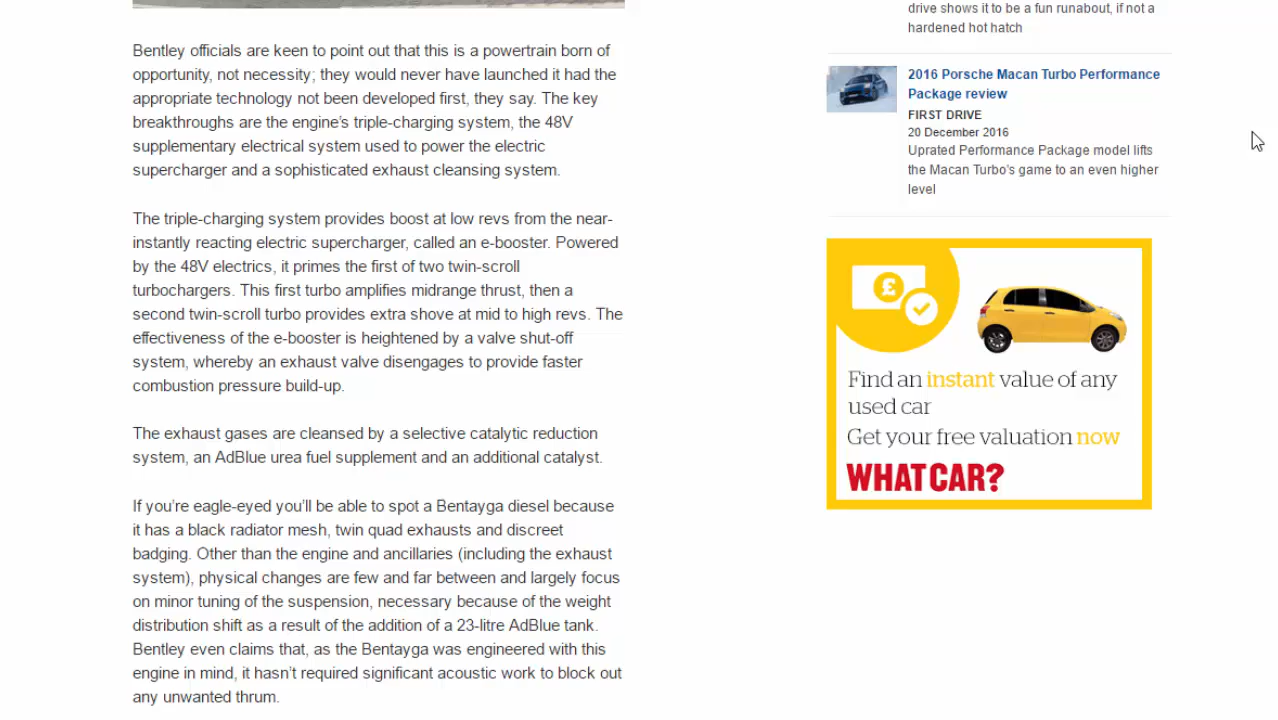 Bentley officials are keen to point out that this is a powertrain born of
opportunity, not necessity; they would never have launched it had the
appropriate technology not been developed first, they say. The key
breakthroughs are the engine's triple-charging system, the 48V
supplementary electrical system used to power the electric
supercharger and a sophisticated exhaust cleansing system.
The triple-charging system provides boost at low revs from the near-
instantly reacting electric supercharger, called an e-booster. Powered
by the 48V electrics, it primes the first of two twin-scroll
turbochargers. This first turbo amplifies midrange thrust, then a
second twin-scroll turbo provides extra shove at mid to high revs. The
effectiveness of the e-booster is heightened by a valve shut-off
system, whereby an exhaust valve disengages to provide faster
combustion pressure build-up.
The exhaust gases are cleansed by a selective catalytic reduction
system, an AdBlue urea fuel supplement and an additional catalyst.
If you're eagle-eyed you'll be able to spot a Bentayga diesel because
it has a black radiator mesh, twin quad exhausts and discreet
badging. Other than the engine and ancillaries (including the exhaust
system), physical changes are few and far between and largely focus
on minor tuning of the suspension, necessary because of the weight
distribution shift as a result of the addition of a 23-litre AdBlue tank.
Bentley even claims that, as the Bentayga was engineered with this
engine in mind, it hasn't required significant acoustic work to block out
any unwanted thrum.
drive shows it to be a fun runabout, if not a
hardened hot hatch
2016 Porsche Macan Turbo Performance
Package review
FIRST DRIVE
20 December 2016
Uprated Performance Package model lifts
the Macan Turbo's game to an even higher
level
£
Find an instant value of any
used car
Get your free valuation now
WHAT CAR?